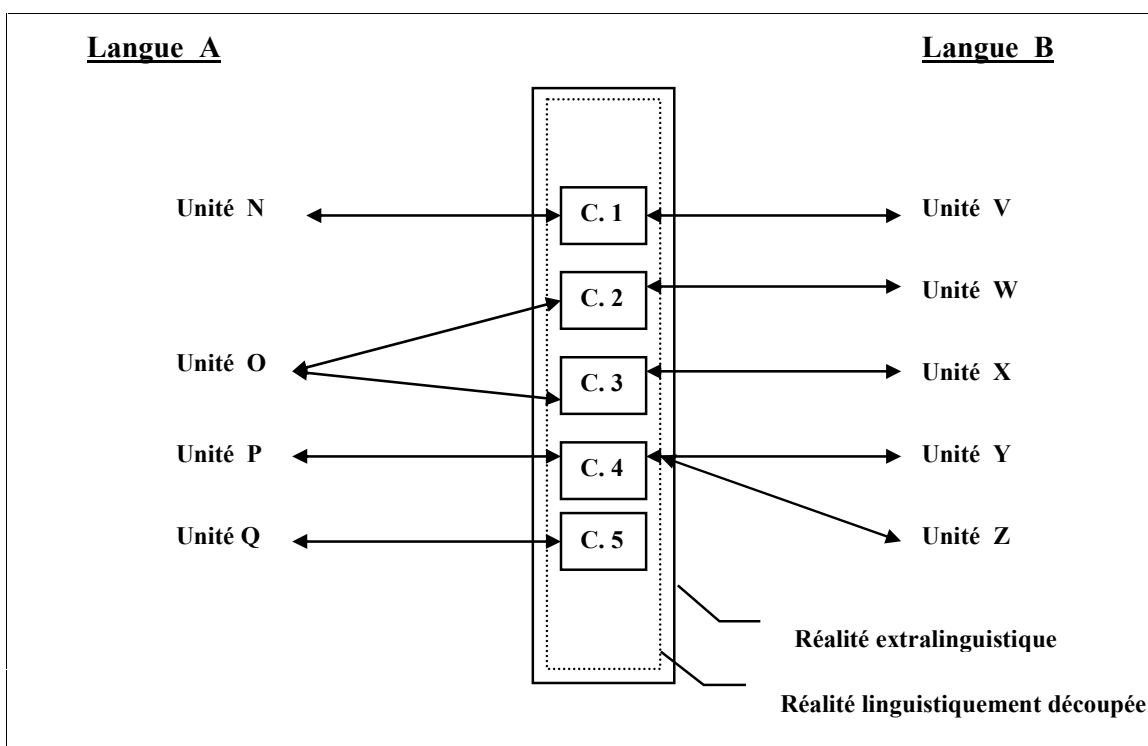 Langue A
Langue B
Unité N
C. 1
Unité V
C. 2
Unité W
Unité O
C. 3
Unité X
Unité P
C. 4
Unité Y
Unité Q
C. 5
Unité Z
Réalité extralinguistique
Réalité linguistiquement découpée